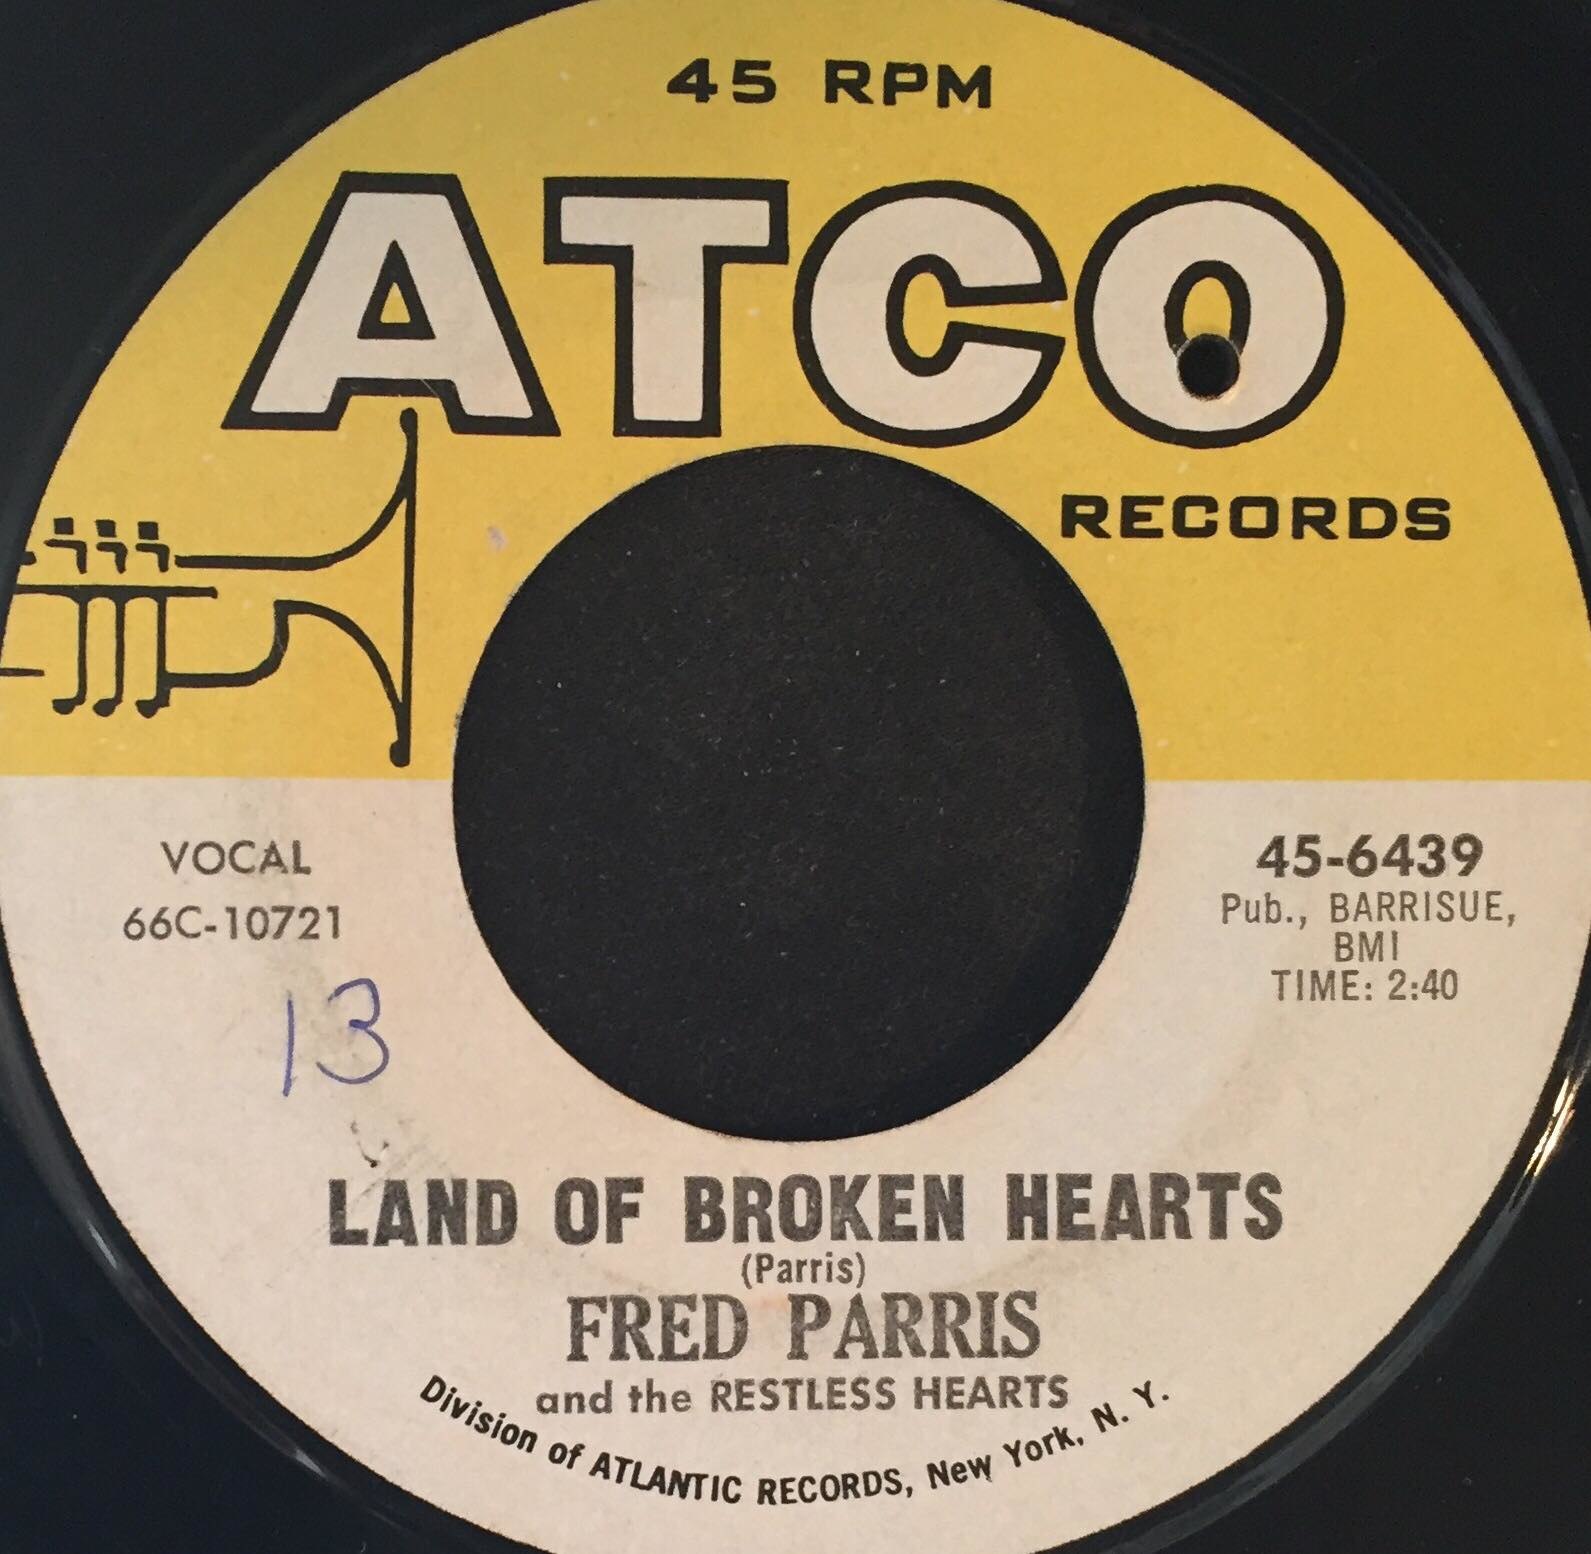 45 RPM
ATCO
RECORDS
VOCAL
66C-10721
13
45-6439
Pub., BARRISUE,
BMI
TIME: 2:40
LAND OF BROKEN HEARTS
(Parris)
FRED PARRIS
and the RESTLESS HEARTS
Division of ATLANTIC RECORDS, New York, N. Y.